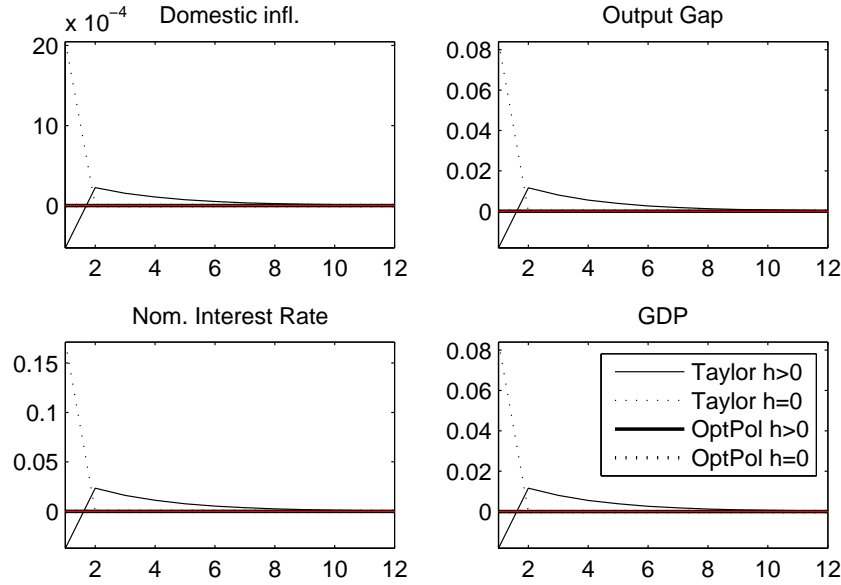 x 10⁻⁴
Domestic infl.
20
10
0
2 4 6 8 10 12
Output Gap
0.08
0.06
0.04
0.02
0
2 4 6 8 10 12
Nom. Interest Rate
0.15
0.1
0.05
0
2 4 6 8 10 12
GDP
0.08
0.06
0.04
0.02
0
2 4 6 8 10 12
Taylor h>0
Taylor h=0
OptPol h>0
OptPol h=0